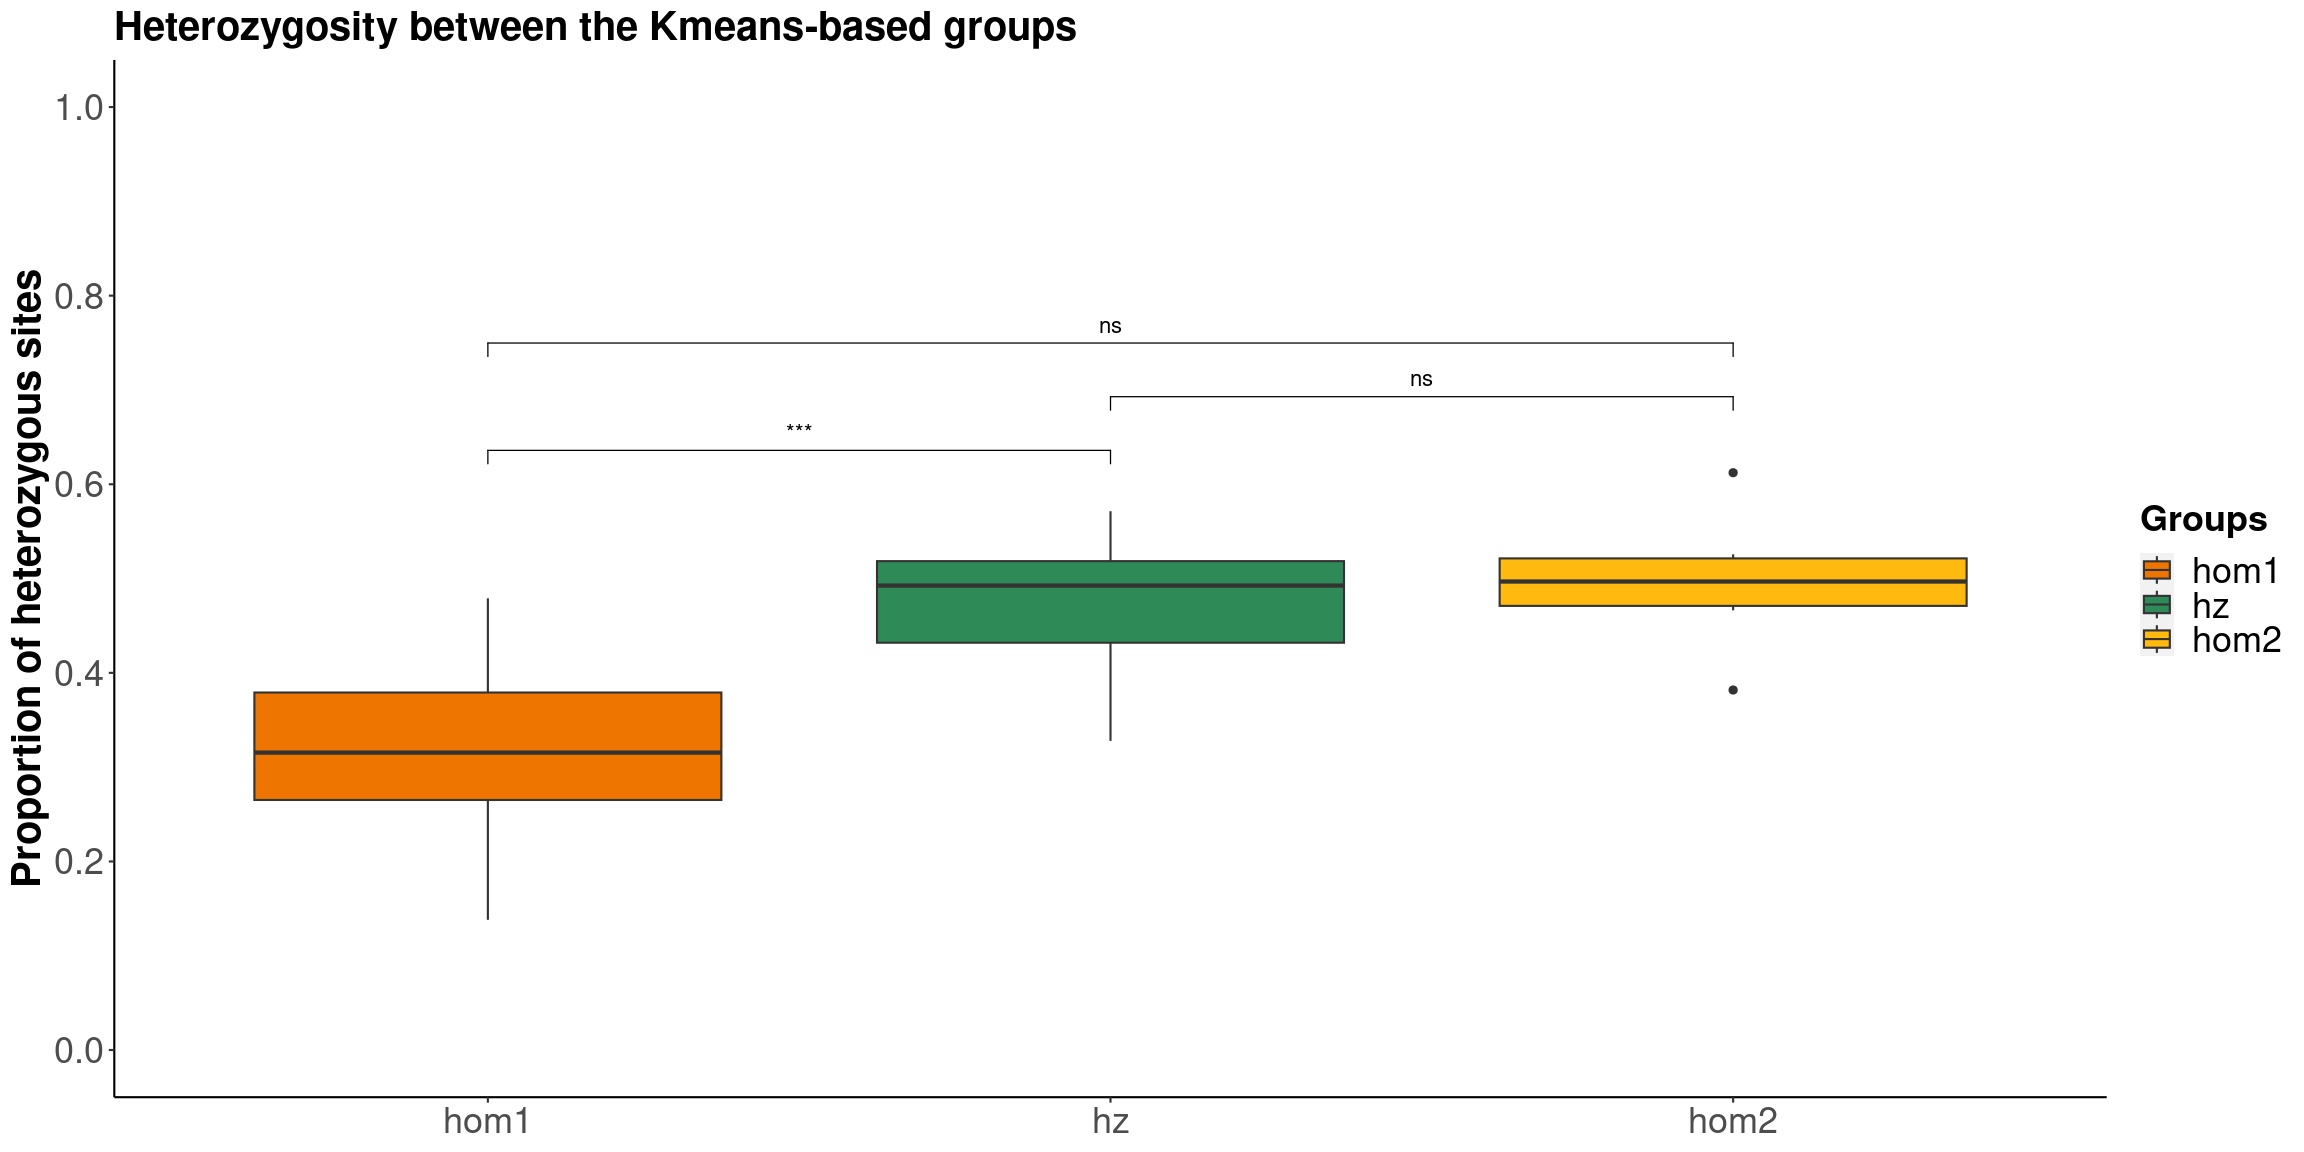 Heterozygosity between the Kmeans-based groups
Proportion of heterozygous sites
1.0
0.8
0.6
0.4
0.2
0.0
ns
ns
***
hom1
hz
hom2
Groups
hom1
hz
hom2